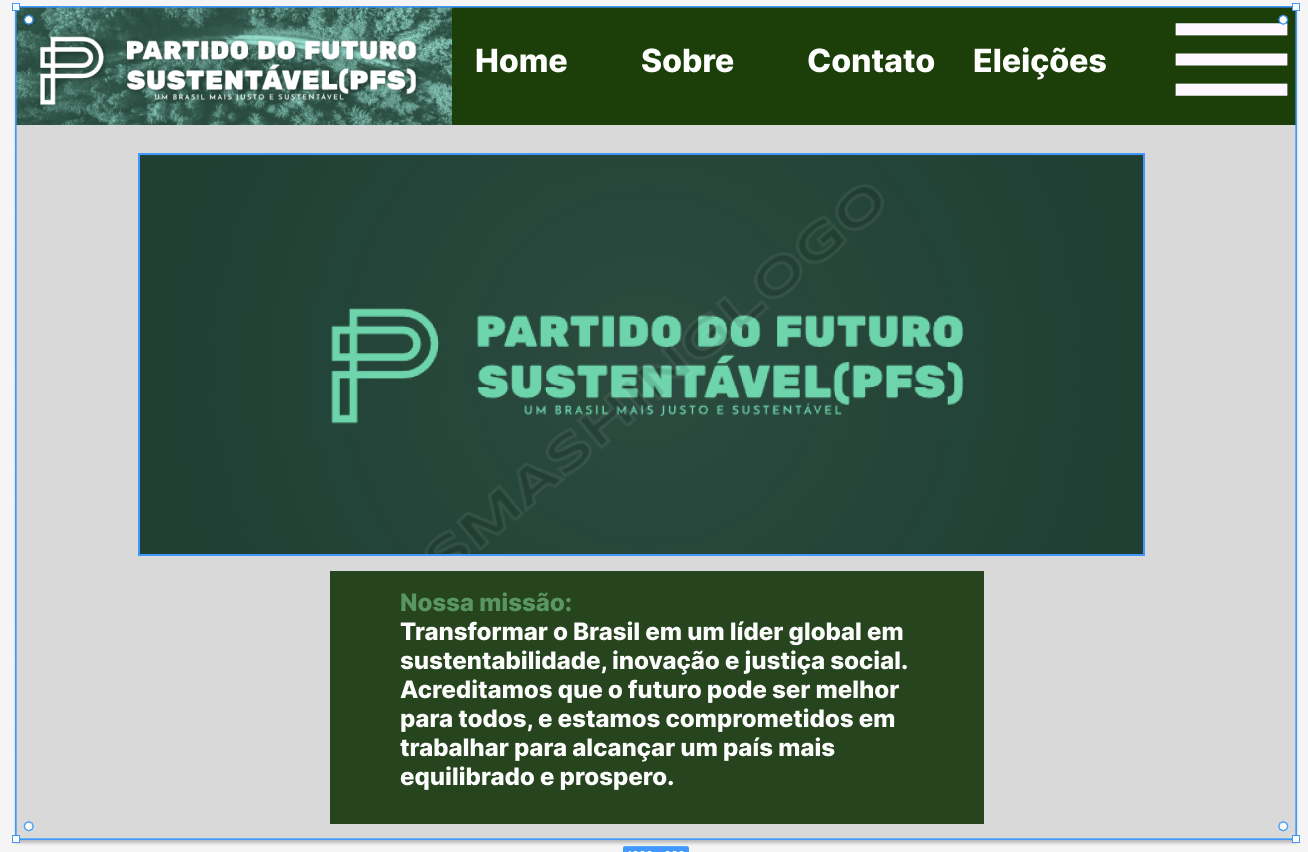 PARTIDO DO FUTURO
SUSTENTÁVEL(PFS)
UM BRASIL MAIS JUSTO E SUSTENTÁVEL
Home
Sobre
Contato
Eleições
PARTIDO DO FUTURO
SUSTENTÁVEL(PFS)
UM BRASIL MAIS JUSTO E SUSTENTÁVEL
SMASHINGLOGO
Nossa missão:
Transformar o Brasil em um líder global em
sustentabilidade, inovação e justiça social.
Acreditamos que o futuro pode ser melhor
para todos, e estamos comprometidos em
trabalhar para alcançar um país mais
equilibrado e prospero.